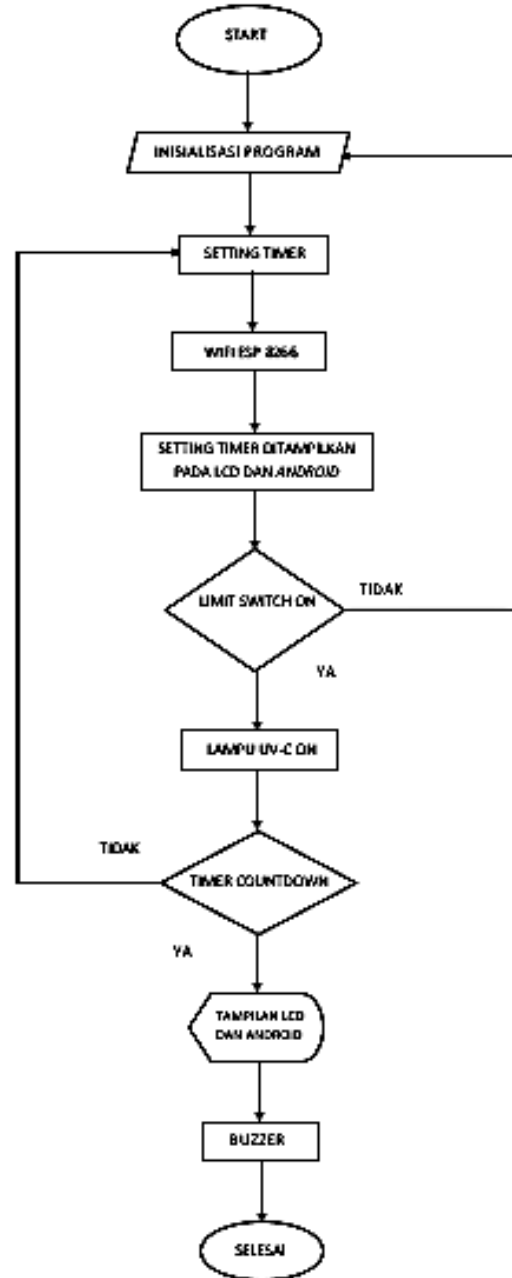 START
INISIALISASI PROGRAM
SETTING TIMER
WIFI ESP 8266
SETTING TIMER DITAMPILKAN
PADA LCD DAN ANDROID
LIMIT SWITCH ON
TIDAK
YA
LAMPU UV-C ON
TIDAK
TIMER COUNTDOWN
YA
TAMPILAN LCD
DAN ANDROID
BUZZER
SELESAI